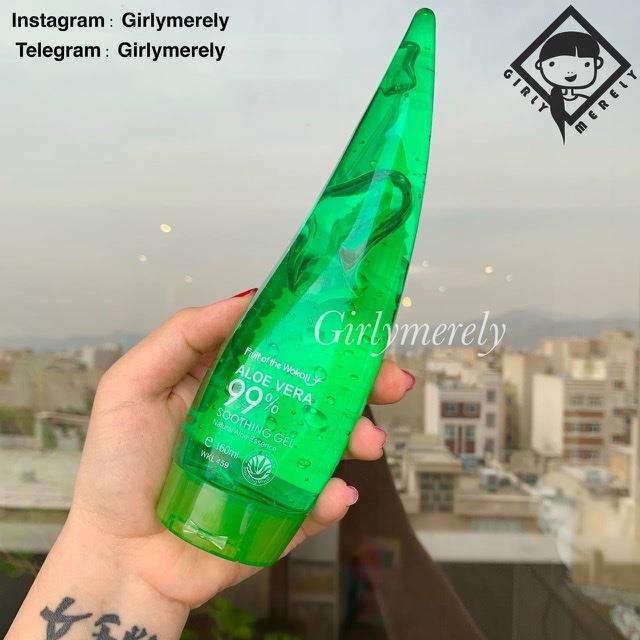 Instagram : Girlymerely
Telegram : Girlymerely
GIRLY MERELY
Girlymerely
Fruit of the Wokali
ALOE VERA
99%
SOOTHING GEL
Natural Aloe Essence
e 160ml
WKL 459